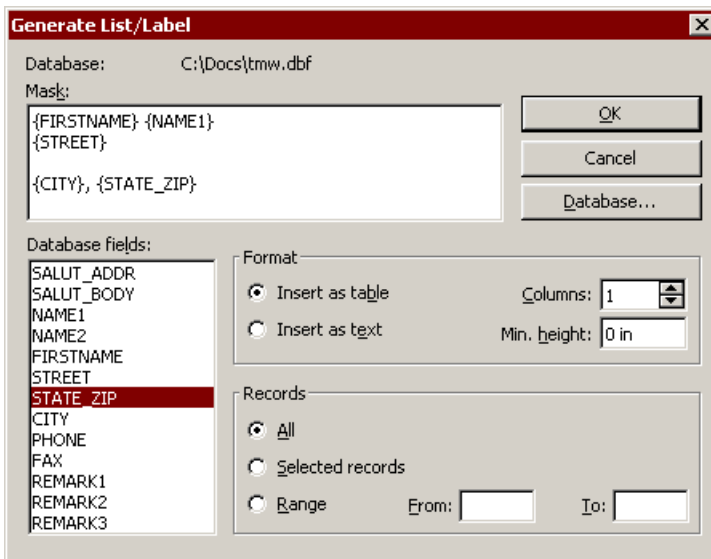 Generate List/Label
Database: C:\Docs\tmw.dbf
Mask:
{FIRSTNAME} {NAME1}
{STREET}
{CITY}, {STATE_ZIP}
OK
Cancel
Database...
Database fields:
SALUT_ADDR
SALUT_BODY
NAME1
NAME2
FIRSTNAME
STREET
STATE_ZIP
CITY
PHONE
FAX
REMARK1
REMARK2
REMARK3
Format
Insert as table Columns: 1
Insert as text Min. height: 0 in
Records
All
Selected records
Range From: To: